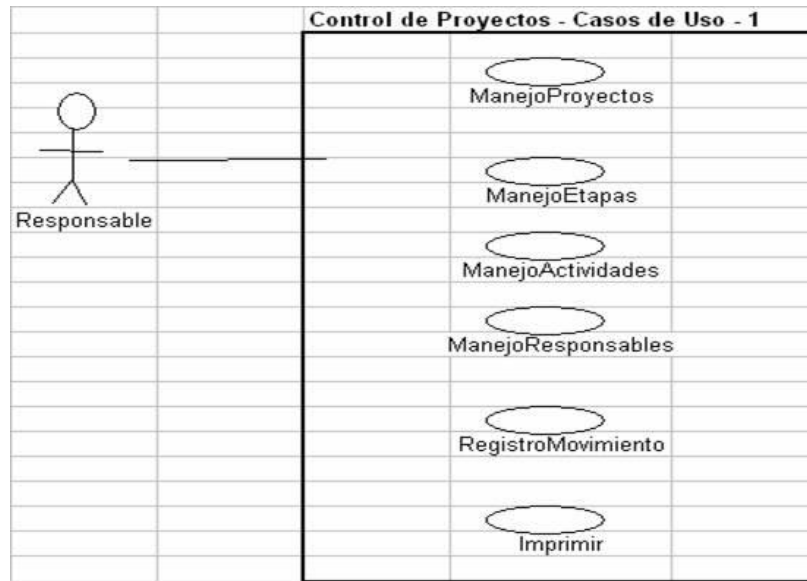 Control de Proyectos - Casos de Uso - 1
ManejoProyectos
ManejoEtapas
Responsable
ManejoActividades
ManejoResponsables
RegistroMovimiento
Imprimir